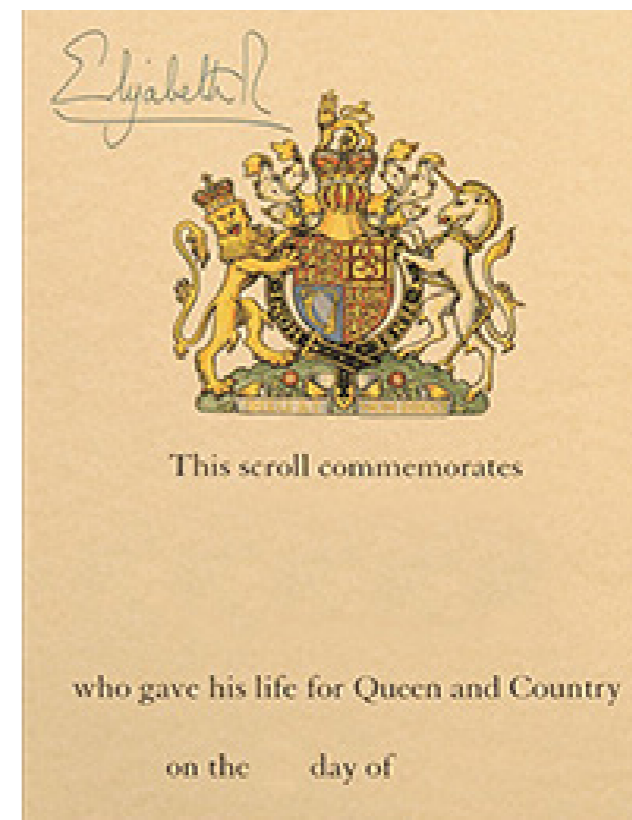 Elizabeth R
This scroll commemorates
who gave his life for Queen and Country
on the day of